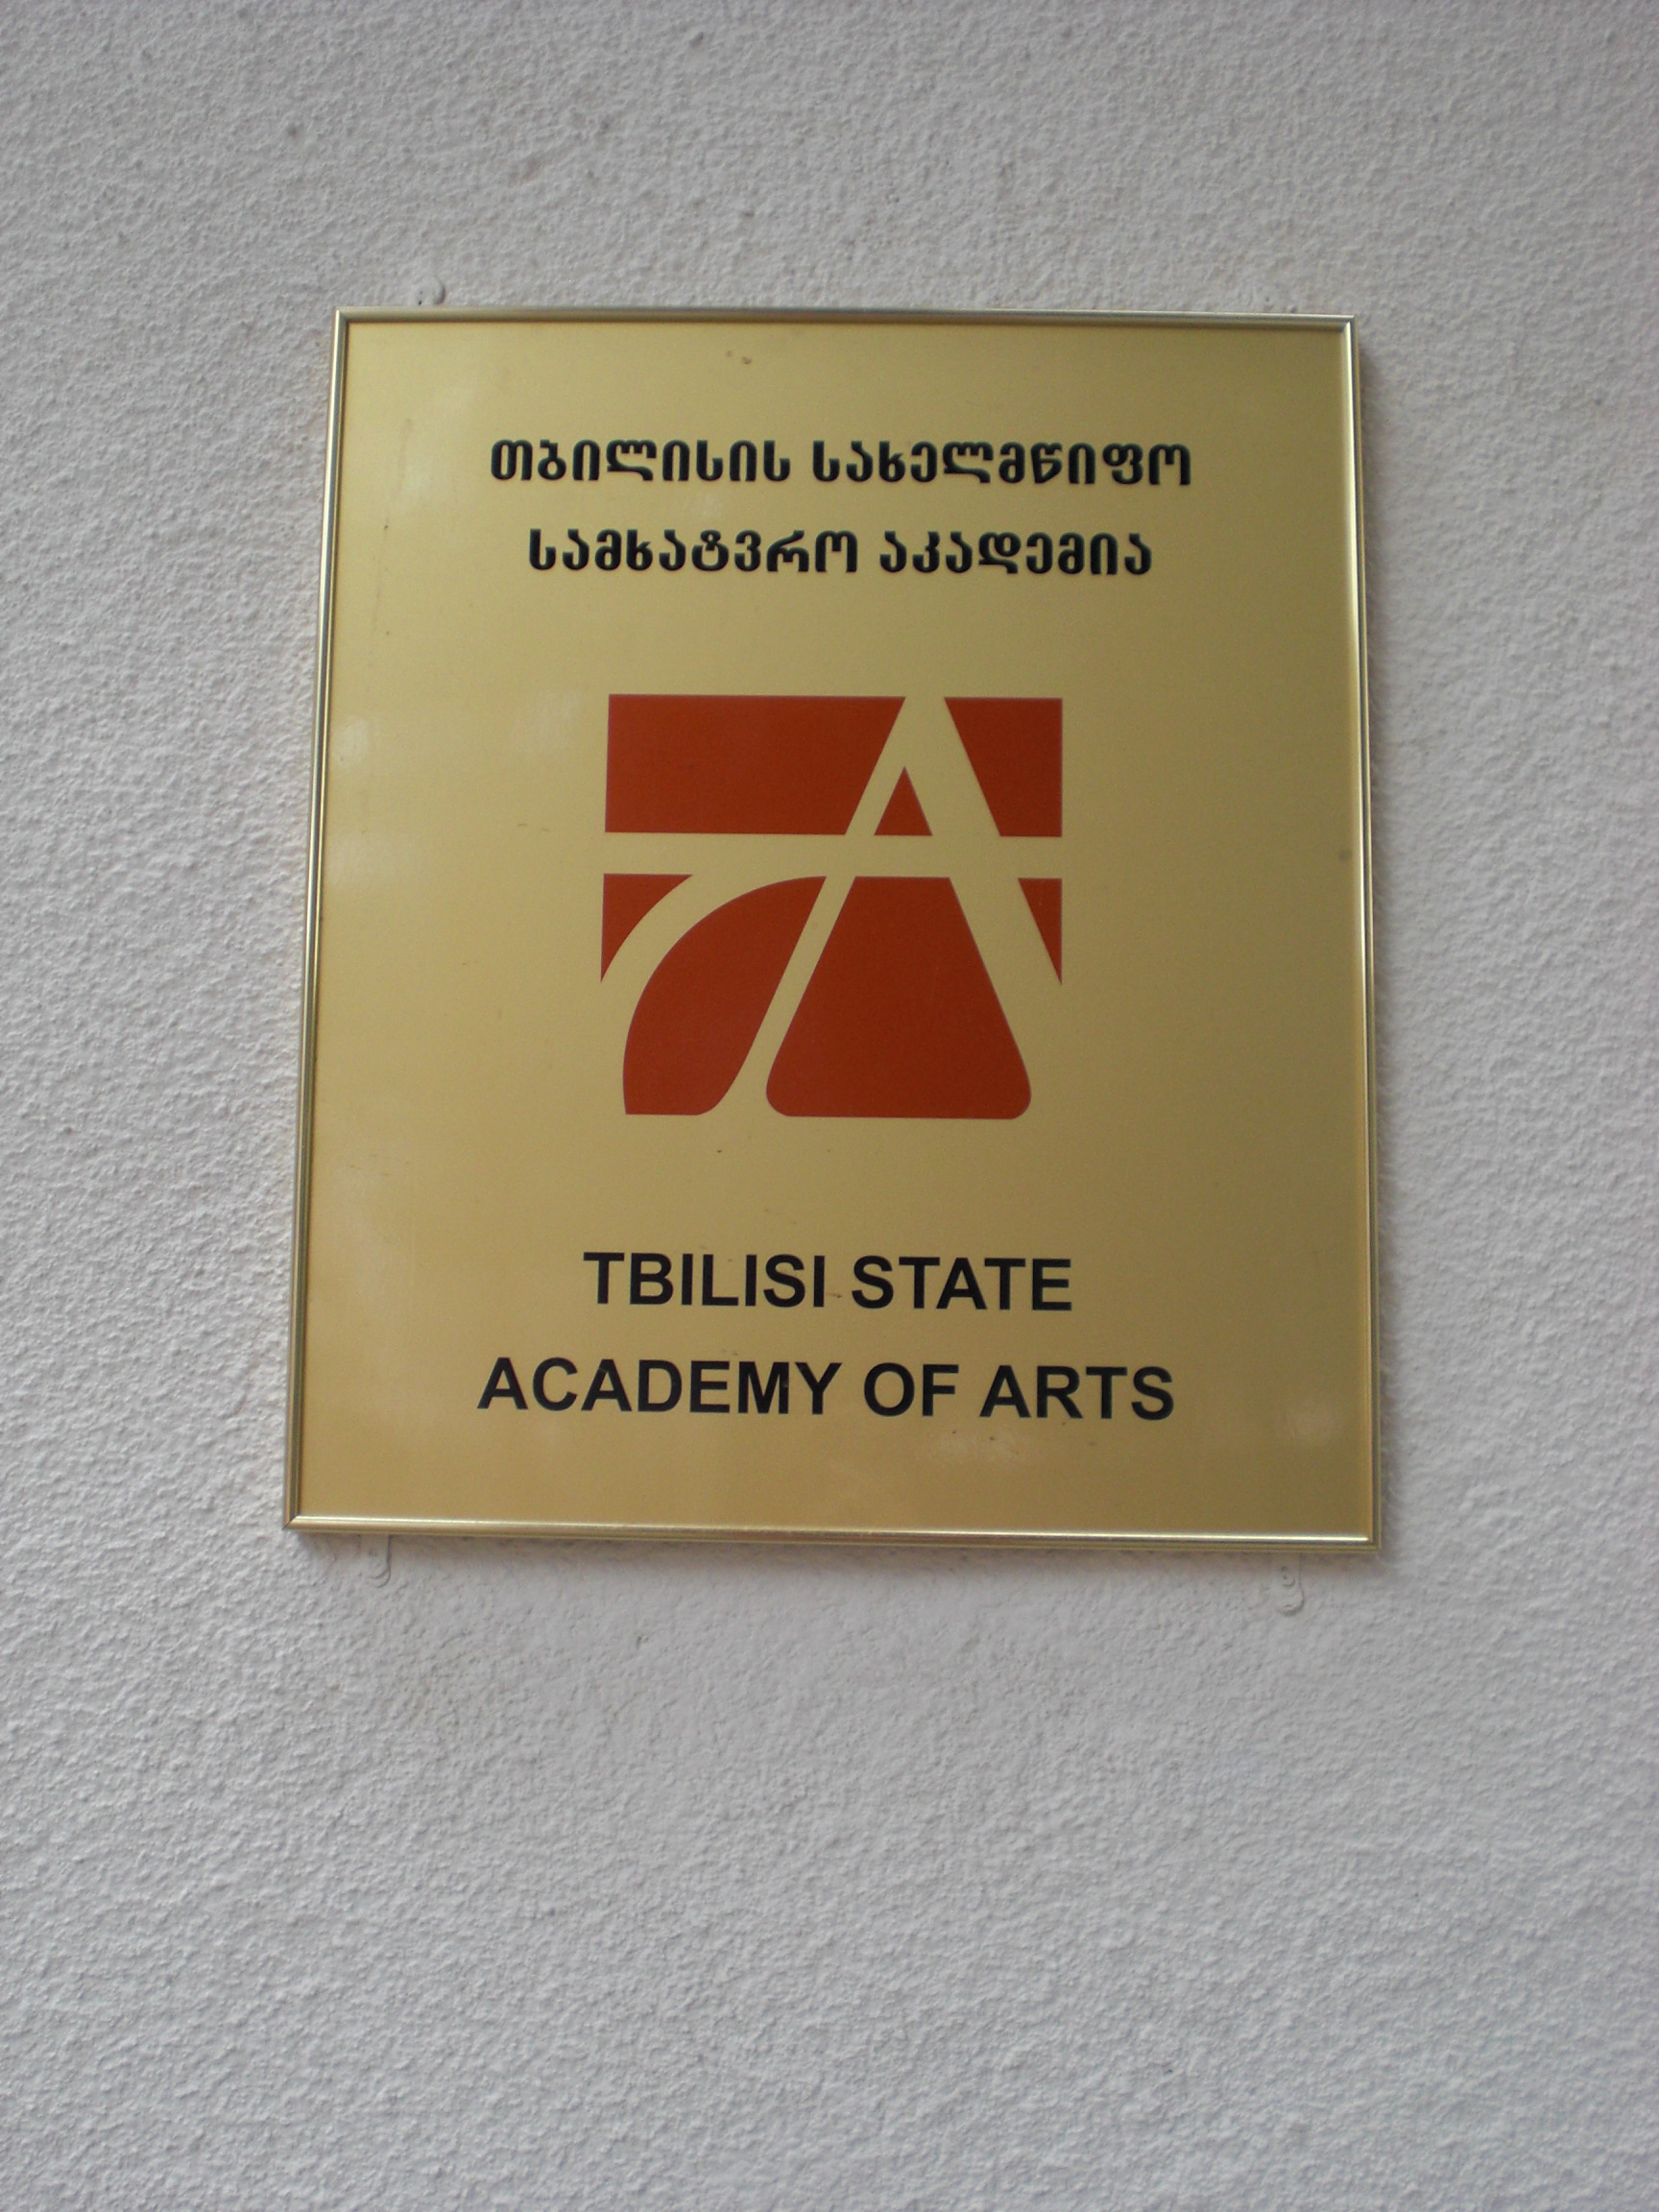 თბილისის სახელმწიფო
სამხატვრო აკადემია
TBILISI STATE
ACADEMY OF ARTS